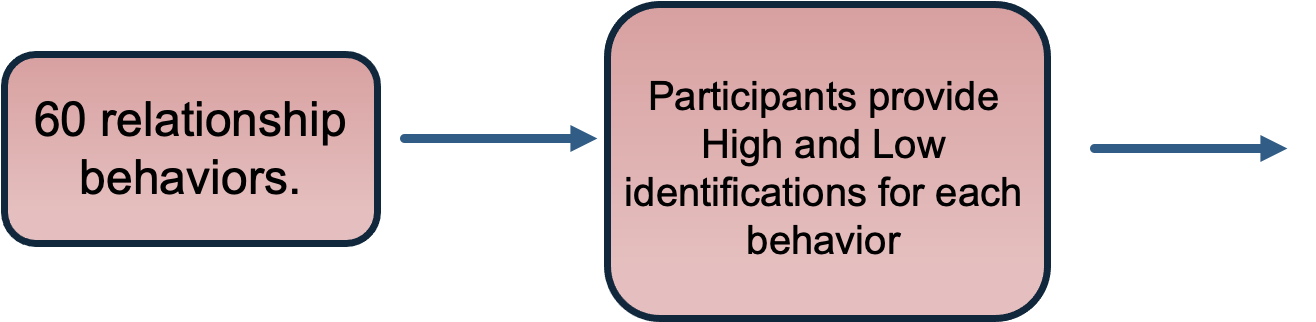 60 relationship
behaviors.
Participants provide
High and Low
identifications for each
behavior